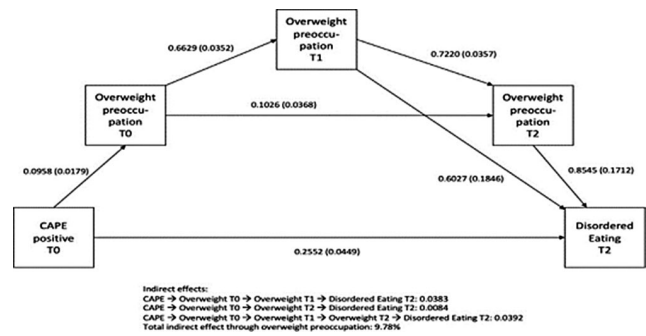 Overweight
preoccu-
pation
T1
0.6629 (0.0352)
0.7220 (0.0357)
Overweight
preoccu-
pation
T0
0.1026 (0.0368)
Overweight
preoccu-
pation
T2
0.0958 (0.0179)
0.6027 (0.1846)
0.8545 (0.1712)
CAPE
positive
T0
0.2552 (0.0449)
Disordered
Eating
T2
Indirect effects:
CAPE → Overweight T0 → Overweight T1 → Disordered Eating T2: 0.0383
CAPE → Overweight T0 → Overweight T2 → Disordered Eating T2: 0.0084
CAPE → Overweight T0 → Overweight T1 → Overweight T2 → Disordered Eating T2: 0.0392
Total indirect effect through overweight preoccupation: 9.78%